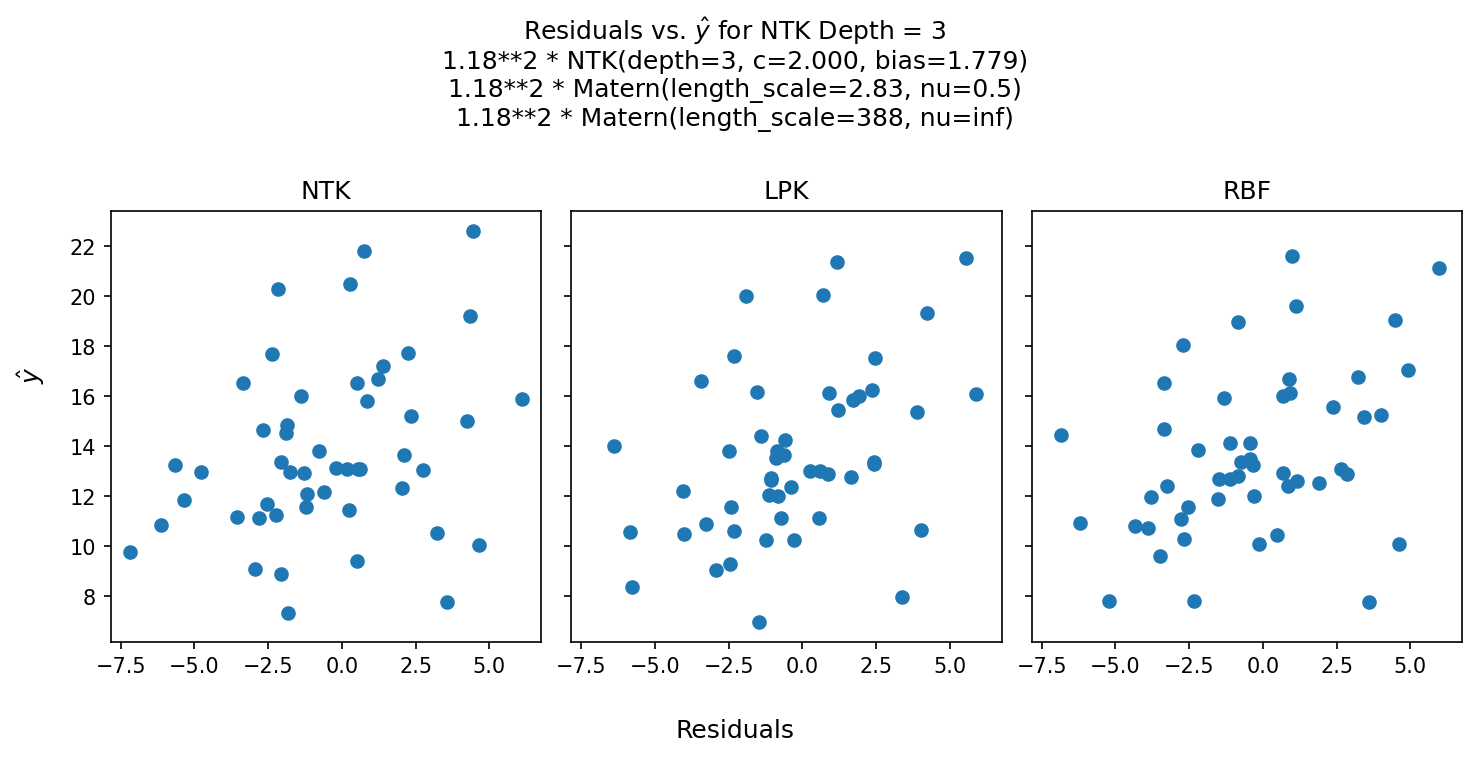 Residuals vs. ŷ for NTK Depth = 3
1.18**2 * NTK(depth=3, c=2.000, bias=1.779)
1.18**2 * Matern(length_scale=2.83, nu=0.5)
1.18**2 * Matern(length_scale=388, nu=inf)
NTK LPK RBF
22
20
18
16
14
12
10
8
ŷ
−7.5 −5.0 −2.5 0.0 2.5 5.0 −7.5 −5.0 −2.5 0.0 2.5 5.0 −7.5 −5.0 −2.5 0.0 2.5 5.0
Residuals